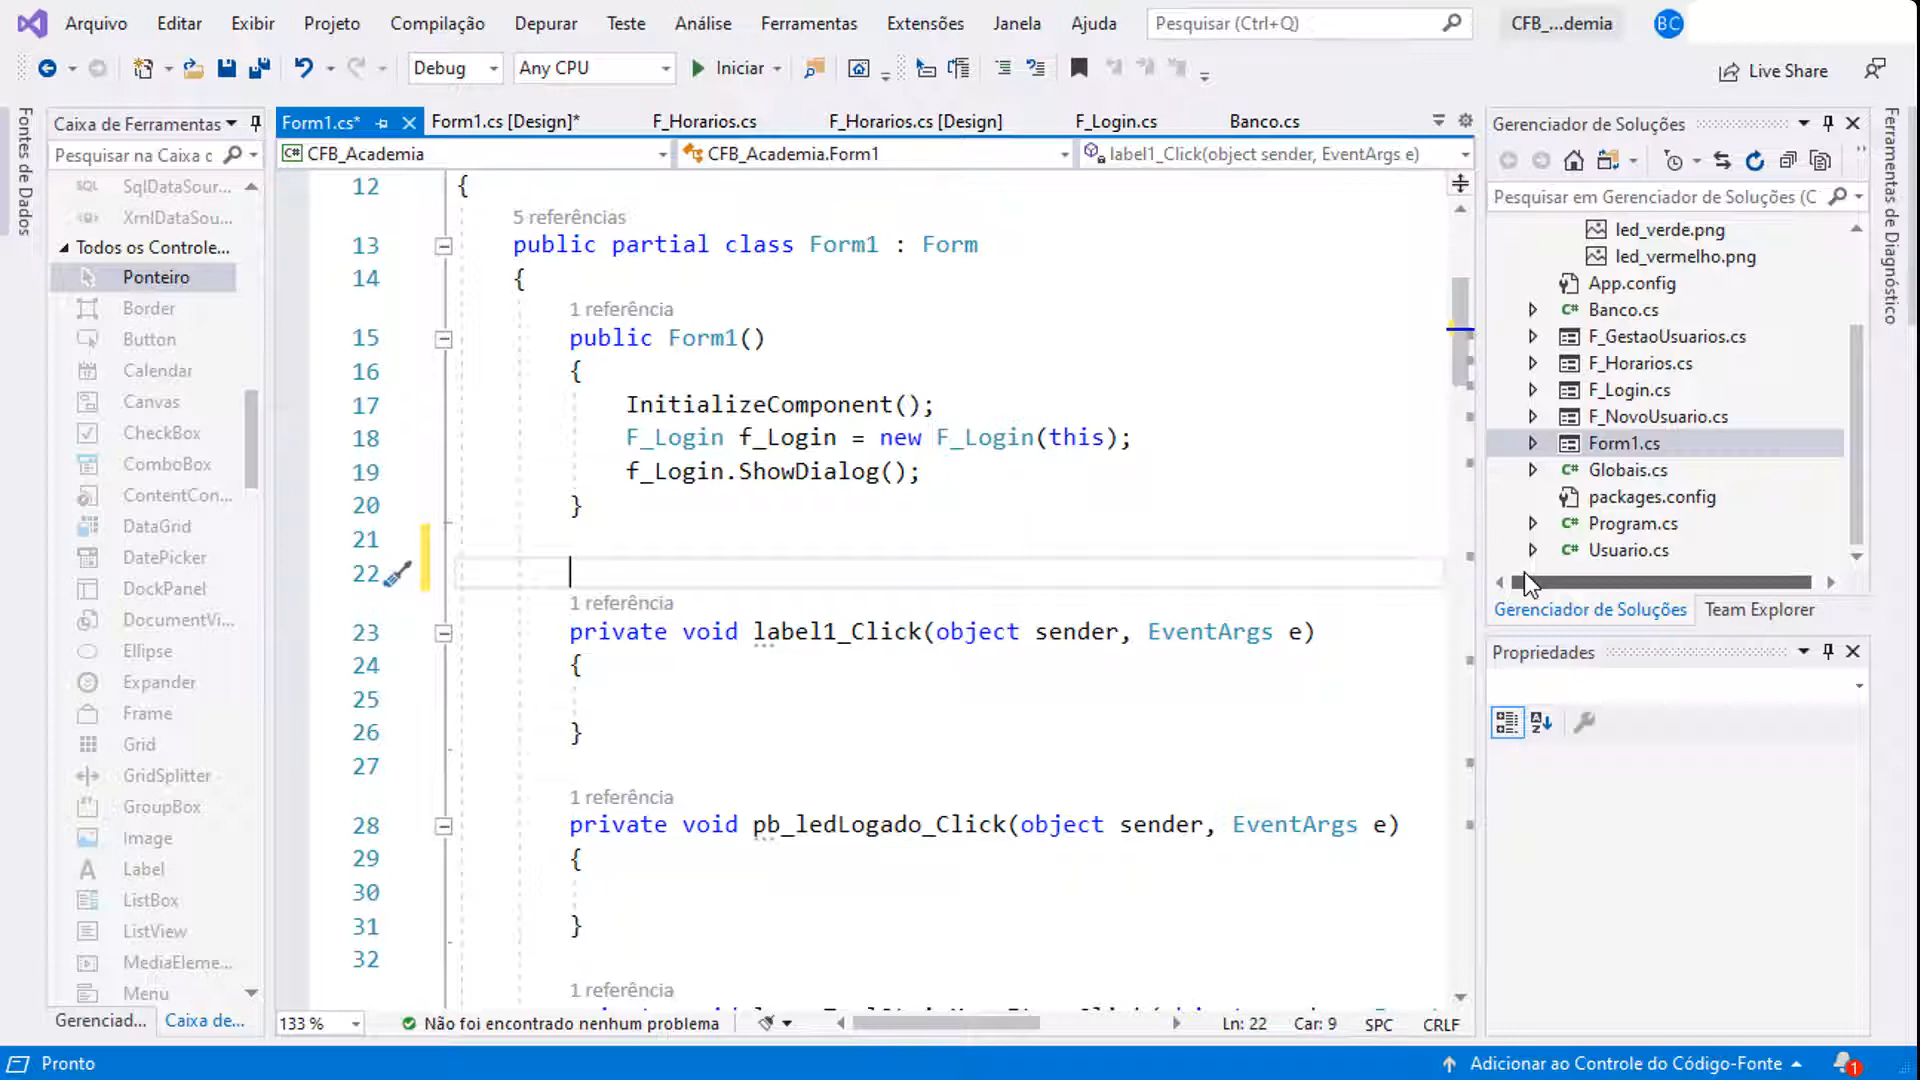 Arquivo Editar Exibir Projeto Compilação Depurar Teste Análise Ferramentas Extensões Janela Ajuda Pesquisar (Ctrl+Q) CFB_...demia BC
Debug Any CPU Iniciar Live Share
Fontes de Dados
Caixa de Ferramentas
Pesquisar na Caixa c
SqlDataSour...
XmlDataSou...
Todos os Controle...
Ponteiro
Border
Button
Calendar
Canvas
CheckBox
ComboBox
ContentCon...
DataGrid
DatePicker
DockPanel
DocumentVi...
Ellipse
Expander
Frame
Grid
GridSplitter
GroupBox
Image
Label
ListBox
ListView
MediaEleme...
Menu
Gerenciad... Caixa de...
Form1.cs* Form1.cs [Design]* F_Horarios.cs F_Horarios.cs [Design] F_Login.cs Banco.cs
CFB_Academia CFB_Academia.Form1 label1_Click(object sender, EventArgs e)
12 {
5 referências
13 public partial class Form1 : Form
14 {
1 referência
15 public Form1()
16 {
17 InitializeComponent();
18 F_Login f_Login = new F_Login(this);
19 f_Login.ShowDialog();
20 }
21
22
1 referência
23 private void label1_Click(object sender, EventArgs e)
24 {
25
26 }
27
1 referência
28 private void pb_ledLogado_Click(object sender, EventArgs e)
29 {
30
31 }
32
1 referência
133 % Não foi encontrado nenhum problema Ln: 22 Car: 9 SPC CRLF
Gerenciador de Soluções
Pesquisar em Gerenciador de Soluções (C
led_verde.png
led_vermelho.png
App.config
C# Banco.cs
F_GestaoUsuarios.cs
F_Horarios.cs
F_Login.cs
F_NovoUsuario.cs
Form1.cs
C# Globais.cs
packages.config
C# Program.cs
C# Usuario.cs
Gerenciador de Soluções Team Explorer
Propriedades
Ferramentas de Diagnóstico
Pronto Adicionar ao Controle do Código-Fonte 1